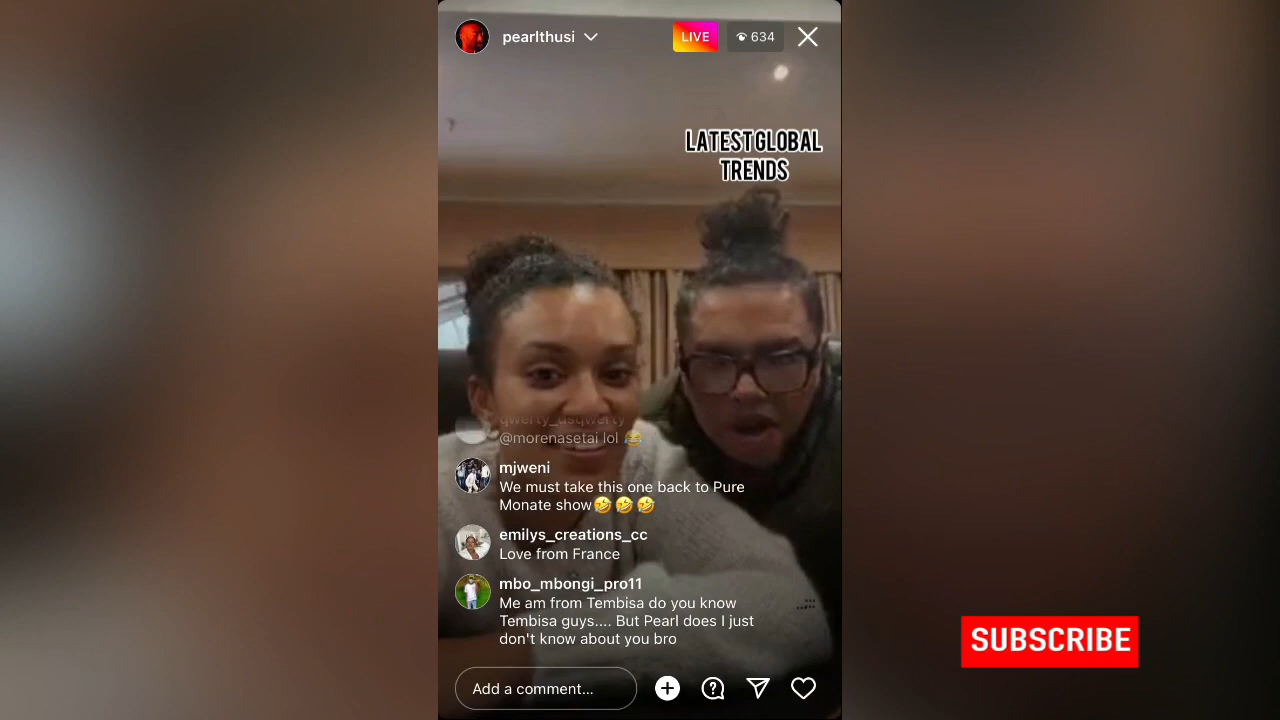 pearlthusi
LIVE
634
LATEST GLOBAL
TRENDS
qwerty_usqwerty
@morenasetai lol 😂
mjweni
We must take this one back to Pure
Monate show🤣🤣🤣
emilys_creations_cc
Love from France
mbo_mbongi_pro11
Me am from Tembisa do you know
Tembisa guys.... But Pearl does I just
don't know about you bro
Add a comment...
SUBSCRIBE